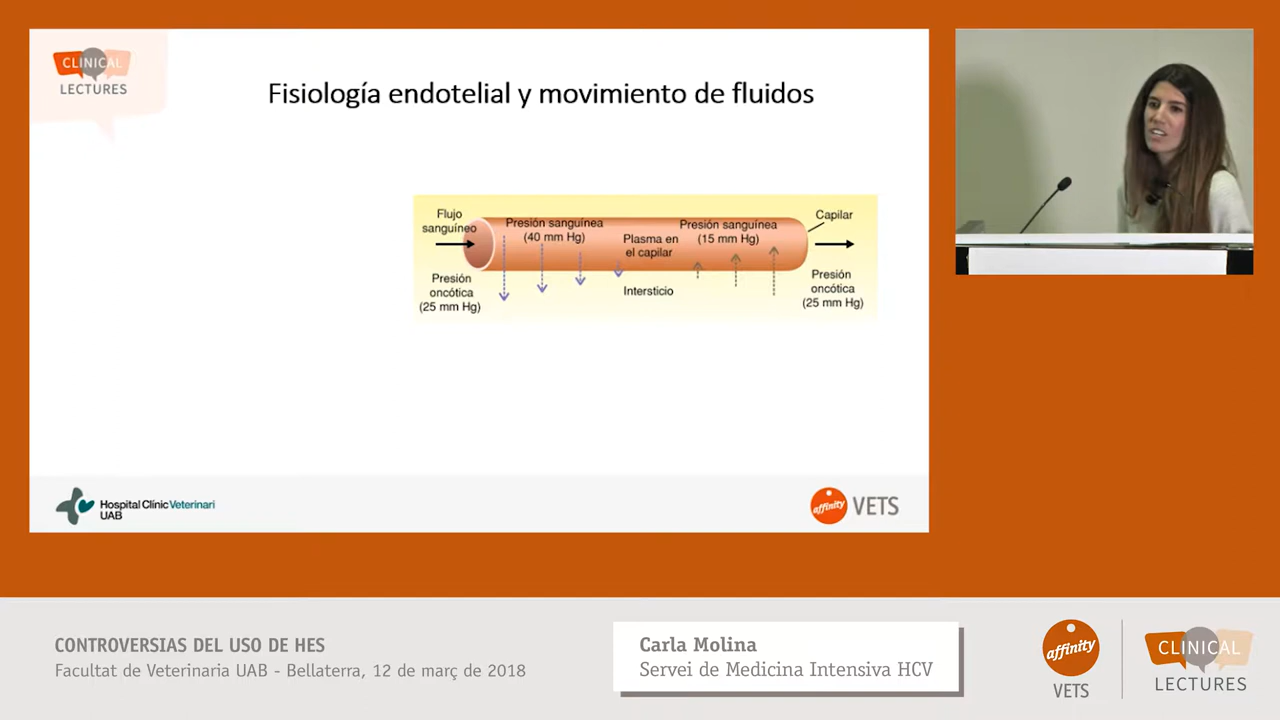 CLINICAL
LECTURES
Fisiología endotelial y movimiento de fluidos
Flujo
sanguíneo
Presión sanguínea
(40 mm Hg)
Plasma en
el capilar
Presión sanguínea
(15 mm Hg)
Capilar
Presión
oncótica
(25 mm Hg)
Intersticio
Presión
oncótica
(25 mm Hg)
Hospital Clínic Veterinari
UAB
affinity VETS
CONTROVERSIAS DEL USO DE HES
Facultat de Veterinaria UAB - Bellaterra, 12 de març de 2018
Carla Molina
Servei de Medicina Intensiva HCV
affinity
VETS
CLINICAL
LECTURES